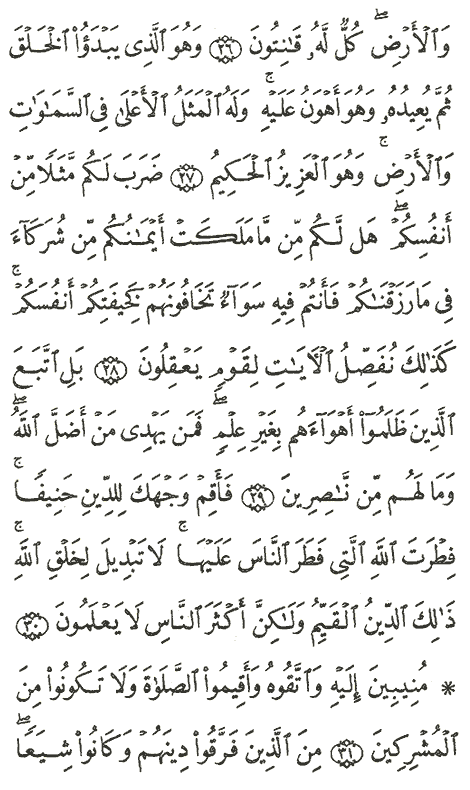 وَٱلْأَرْضِ ۖ كُلٌّ لَّهُۥ قَـٰنِتُونَ ٢٦ وَهُوَ ٱلَّذِى يَبْدَؤُا۟ ٱلْخَلْقَ
ثُمَّ يُعِيدُهُۥ وَهُوَ أَهْوَنُ عَلَيْهِ ۚ وَلَهُ ٱلْمَثَلُ ٱلْأَعْلَىٰ فِى ٱلسَّمَـٰوَٰتِ
وَٱلْأَرْضِ ۚ وَهُوَ ٱلْعَزِيزُ ٱلْحَكِيمُ ٢٧ ضَرَبَ لَكُم مَّثَلًا مِّنْ
أَنفُسِكُمْ ۖ هَل لَّكُم مِّن مَّا مَلَكَتْ أَيْمَـٰنُكُم مِّن شُرَكَآءَ
فِى مَا رَزَقْنَـٰكُمْ فَأَنتُمْ فِيهِ سَوَآءٌ تَخَافُونَهُمْ كَخِيفَتِكُمْ أَنفُسَكُمْ ۚ
كَذَٰلِكَ نُفَصِّلُ ٱلْـَٔايَـٰتِ لِقَوْمٍ يَعْقِلُونَ ٢٨ بَلِ ٱتَّبَعَ
ٱلَّذِينَ ظَلَمُوٓا۟ أَهْوَآءَهُم بِغَيْرِ عِلْمٍ ۖ فَمَن يَهْدِى مَنْ أَضَلَّ ٱللَّهُ ۖ
وَمَا لَهُم مِّن نَّـٰصِرِينَ ٢٩ فَأَقِمْ وَجْهَكَ لِلدِّينِ حَنِيفًا ۚ
فِطْرَتَ ٱللَّهِ ٱلَّتِى فَطَرَ ٱلنَّاسَ عَلَيْهَا ۚ لَا تَبْدِيلَ لِخَلْقِ ٱللَّهِ ۚ
ذَٰلِكَ ٱلدِّينُ ٱلْقَيِّمُ وَلَـٰكِنَّ أَكْثَرَ ٱلنَّاسِ لَا يَعْلَمُونَ ٣٠
* مُنِيبِينَ إِلَيْهِ وَٱتَّقُوهُ وَأَقِيمُوا۟ ٱلصَّلَوٰةَ وَلَا تَكُونُوا۟ مِنَ
ٱلْمُشْرِكِينَ ٣١ مِنَ ٱلَّذِينَ فَرَّقُوا۟ دِينَهُمْ وَكَانُوا۟ شِيَعًا ۖ